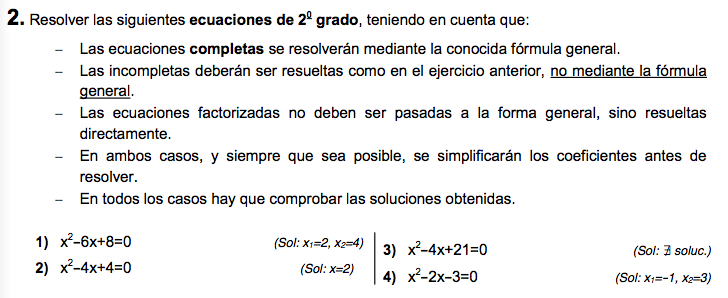 2. Resolver las siguientes ecuaciones de 2º grado, teniendo en cuenta que:
– Las ecuaciones completas se resolverán mediante la conocida fórmula general.
– Las incompletas deberán ser resueltas como en el ejercicio anterior, no mediante la fórmula
general.
– Las ecuaciones factorizadas no deben ser pasadas a la forma general, sino resueltas
directamente.
– En ambos casos, y siempre que sea posible, se simplificarán los coeficientes antes de
resolver.
– En todos los casos hay que comprobar las soluciones obtenidas.
1) x²–6x+8=0 (Sol: x₁=2, x₂=4)
2) x²–4x+4=0 (Sol: x=2)
3) x²–4x+21=0 (Sol: ∄ soluc.)
4) x²–2x–3=0 (Sol: x₁=–1, x₂=3)